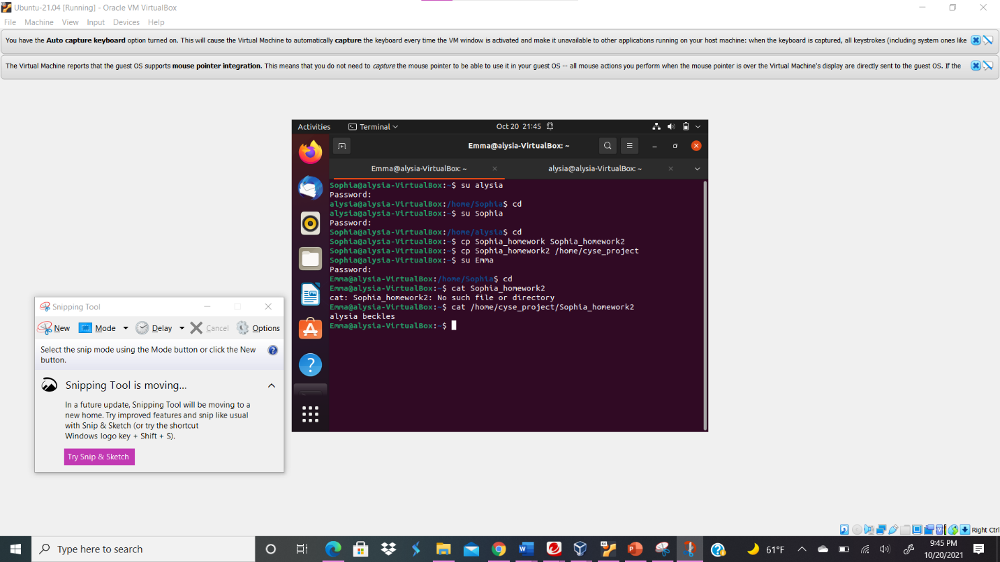 Ubuntu-21.04 [Running] - Oracle VM VirtualBox
File Machine View Input Devices Help
You have the Auto capture keyboard option turned on. This will cause the Virtual Machine to automatically capture the keyboard every time the VM window is activated and make it unavailable to other applications running on your host machine: when the keyboard is captured, all keystrokes (including system ones like
The Virtual Machine reports that the guest OS supports mouse pointer integration. This means that you do not need to capture the mouse pointer to be able to use it in your guest OS -- all mouse actions you perform when the mouse pointer is over the Virtual Machine's display are directly sent to the guest OS. If the
Activities Terminal Oct 20 21:45
Emma@alysia-VirtualBox: ~
Emma@alysia-VirtualBox: ~ alysia@alysia-VirtualBox: ~
Sophia@alysia-VirtualBox:~$ su alysia
Password:
alysia@alysia-VirtualBox:/home/Sophia$ cd
alysia@alysia-VirtualBox:~$ su Sophia
Password:
Sophia@alysia-VirtualBox:/home/alysia$ cd
Sophia@alysia-VirtualBox:~$ cp Sophia_homework Sophia_homework2
Sophia@alysia-VirtualBox:~$ cp Sophia_homework2 /home/cyse_project
Sophia@alysia-VirtualBox:~$ su Emma
Password:
Emma@alysia-VirtualBox:/home/Sophia$ cd
Emma@alysia-VirtualBox:~$ cat Sophia_homework2
cat: Sophia_homework2: No such file or directory
Emma@alysia-VirtualBox:~$ cat /home/cyse_project/Sophia_homework2
alysia beckles
Emma@alysia-VirtualBox:~$
Snipping Tool
New Mode Delay Cancel Options
Select the snip mode using the Mode button or click the New
button.
Snipping Tool is moving...
In a future update, Snipping Tool will be moving to a
new home. Try improved features and snip like usual
with Snip & Sketch (or try the shortcut
Windows logo key + Shift + S).
Try Snip & Sketch
Right Ctrl
Type here to search
61°F
9:45 PM
10/20/2021